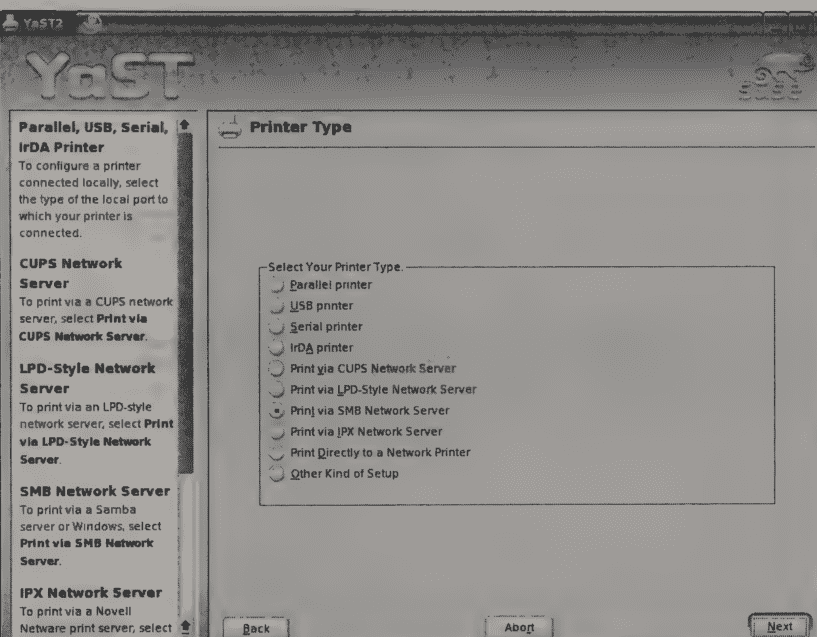 YaST2
YaST
SuSE
Parallel, USB, Serial,
IrDA Printer
To configure a printer
connected locally, select
the type of the local port to
which your printer is
connected.
CUPS Network
Server
To print via a CUPS network
server, select Print via
CUPS Network Server.
LPD-Style Network
Server
To print via an LPD-style
network server, select Print
via LPD-Style Network
Server.
SMB Network Server
To print via a Samba
server or Windows, select
Print via SMB Network
Server.
IPX Network Server
To print via a Novell
Netware print server, select
Printer Type
Select Your Printer Type.
Parallel printer
USB printer
Serial printer
IrDA printer
Print via CUPS Network Server
Print via LPD-Style Network Server
Print via SMB Network Server
Print via IPX Network Server
Print Directly to a Network Printer
Other Kind of Setup
Back
Abort
Next